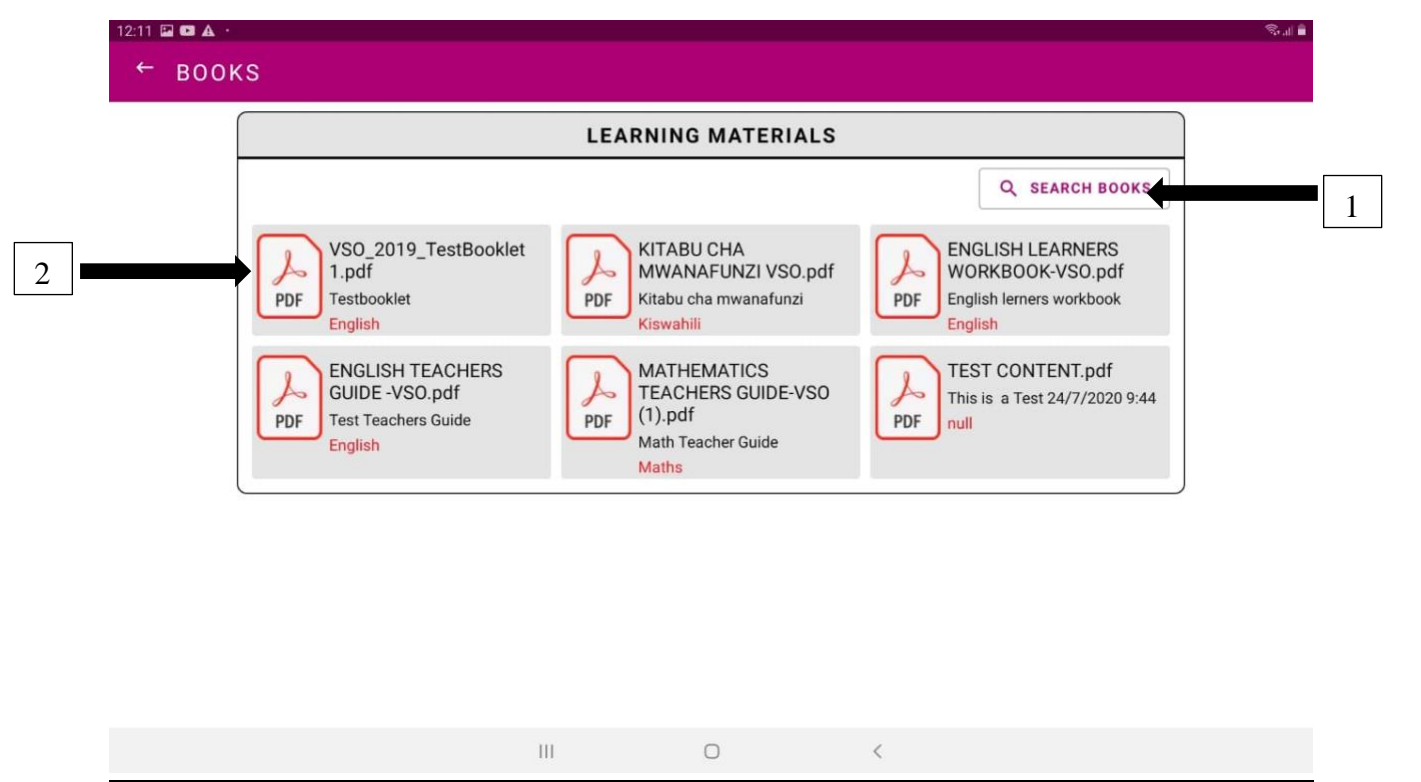 12:11
BOOKS
LEARNING MATERIALS
SEARCH BOOKS
1
2
PDF
VSO_2019_TestBooklet
1.pdf
Testbooklet
English
PDF
KITABU CHA
MWANAFUNZI VSO.pdf
Kitabu cha mwanafunzi
Kiswahili
PDF
ENGLISH LEARNERS
WORKBOOK-VSO.pdf
English lerners workbook
English
PDF
ENGLISH TEACHERS
GUIDE -VSO.pdf
Test Teachers Guide
English
PDF
MATHEMATICS
TEACHERS GUIDE-VSO
(1).pdf
Math Teacher Guide
Maths
PDF
TEST CONTENT.pdf
This is  a Test 24/7/2020 9:44
null